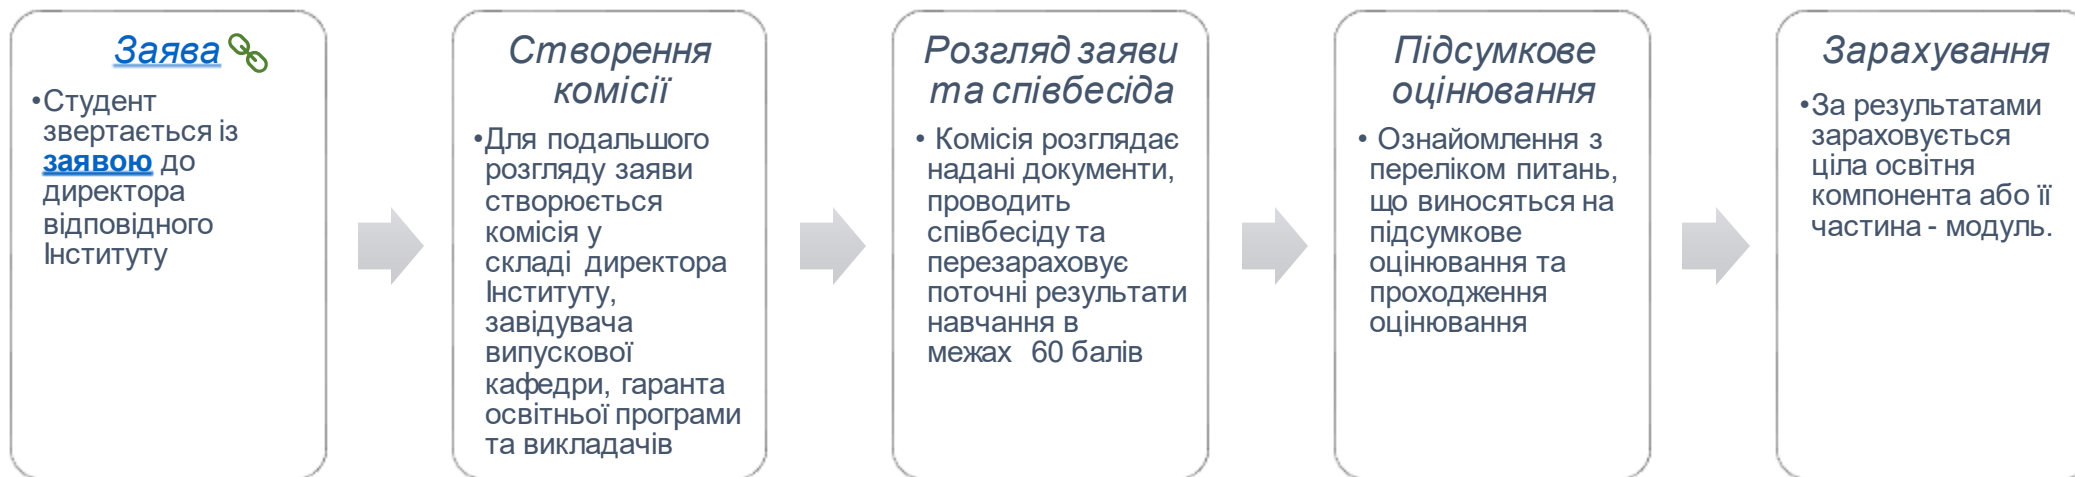 Заява
•Студент
звертається із
заявою до
директора
відповідного
Інституту
Створення
комісії
•Для подальшого
розгляду заяви
створюється
комісія у
складі директора
Інституту,
завідувача
випускової
кафедри, гаранта
освітньої програми
та викладачів
Розгляд заяви
та співбесіда
• Комісія розглядає
надані документи,
проводить
співбесіду та
перезараховує
поточні результати
навчання в
межах 60 балів
Підсумкове
оцінювання
• Ознайомлення з
переліком питань,
що виносяться на
підсумкове
оцінювання та
проходження
оцінювання
Зарахування
•За результатами
зараховується
ціла освітня
компонента або її
частина - модуль.